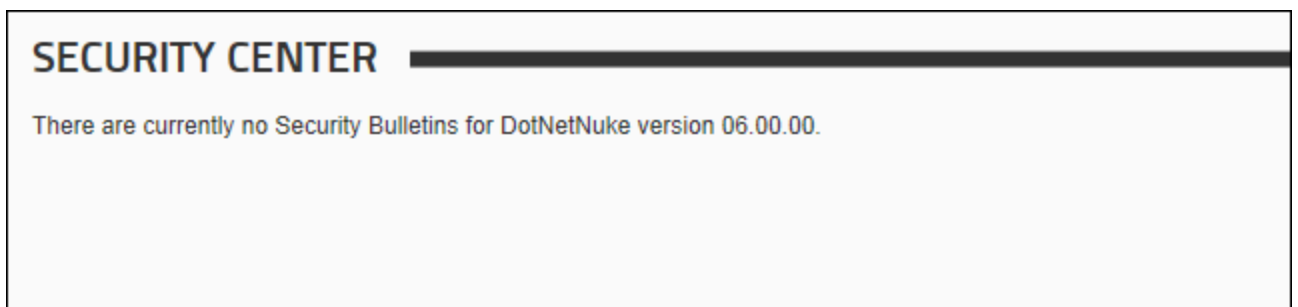 SECURITY CENTER
There are currently no Security Bulletins for DotNetNuke version 06.00.00.